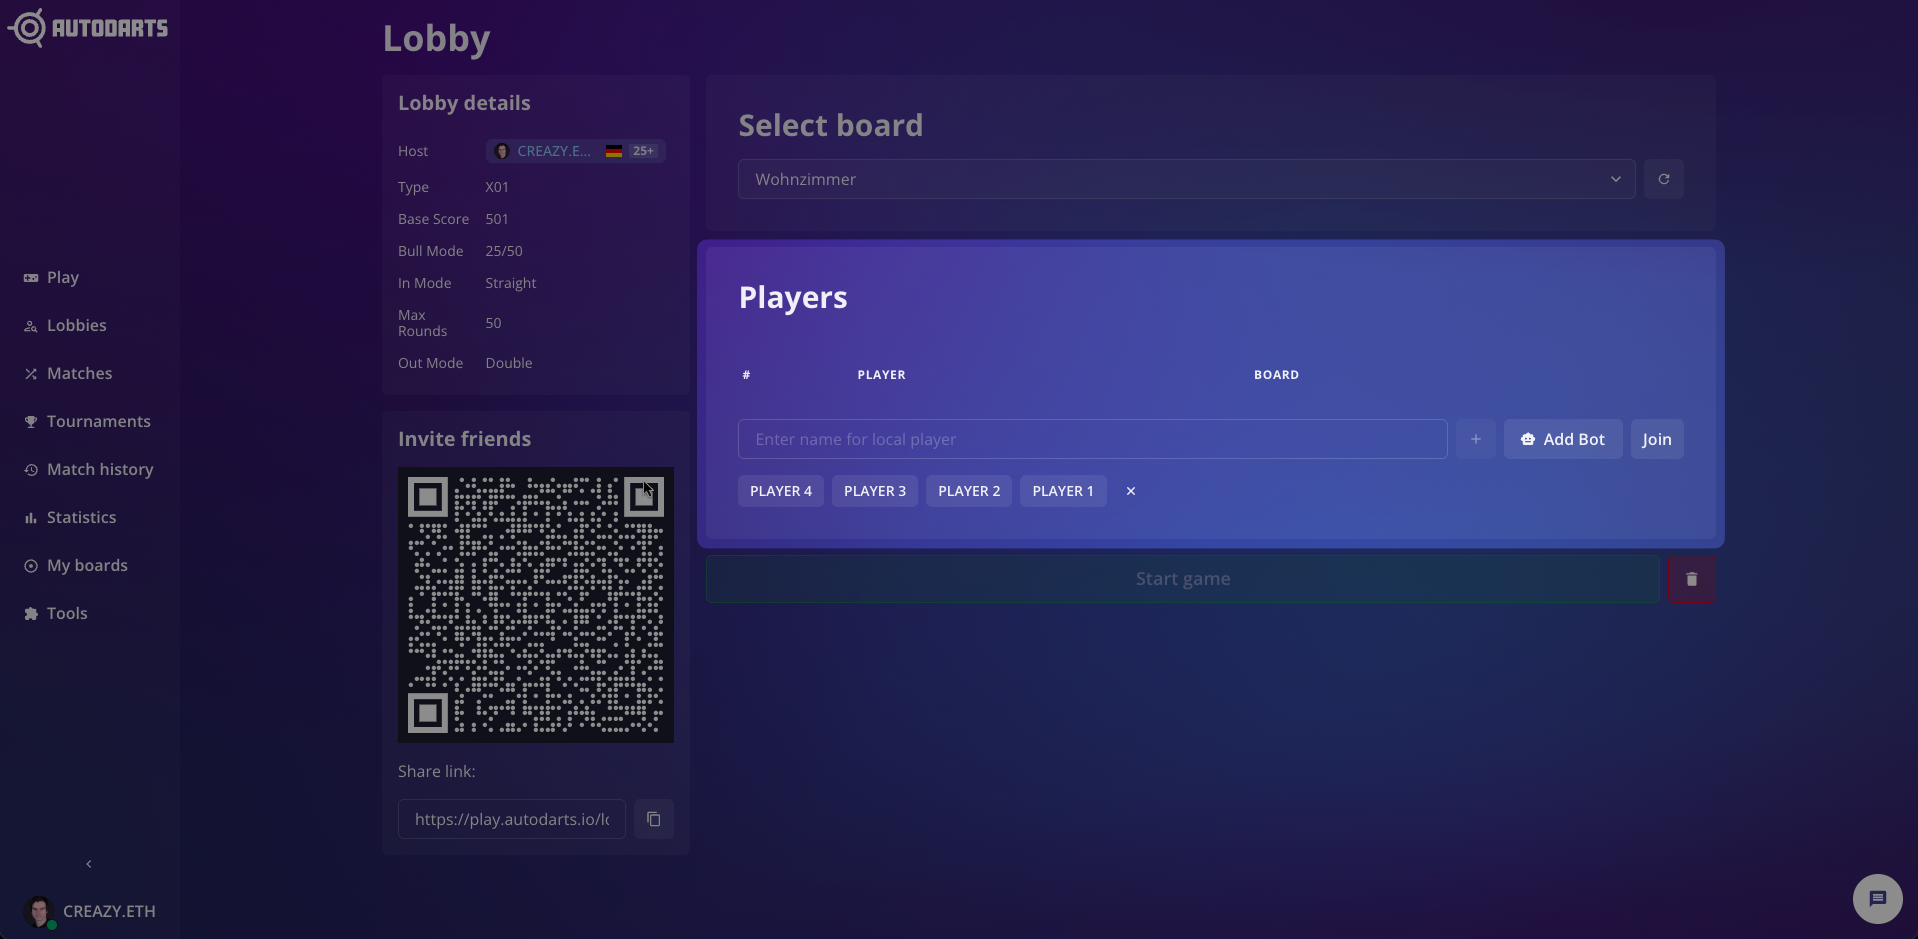 AUTODARTS
Play
Lobbies
Matches
Tournaments
Match history
Statistics
My boards
Tools
CREAZY.ETH
Lobby
Lobby details
Host CREAZY.E... 25+
Type X01
Base Score 501
Bull Mode 25/50
In Mode Straight
Max
Rounds 50
Out Mode Double
Invite friends
Share link:
https://play.autodarts.io/lo
Select board
Wohnzimmer
Players
# PLAYER BOARD
Enter name for local player + Add Bot Join
PLAYER 4 PLAYER 3 PLAYER 2 PLAYER 1 ×
Start game